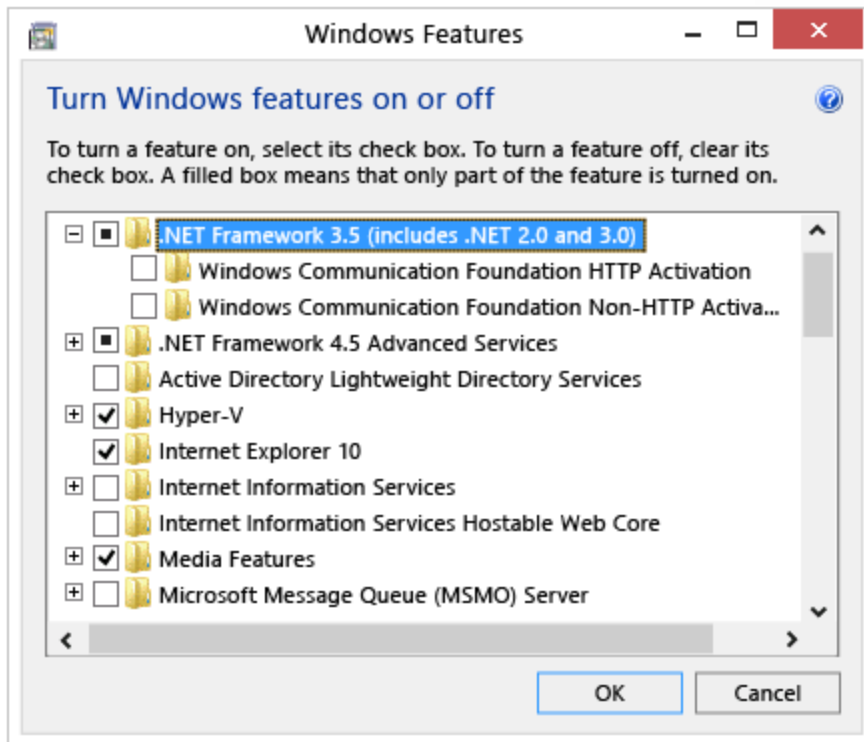 Windows Features
Turn Windows features on or off
To turn a feature on, select its check box. To turn a feature off, clear its
check box. A filled box means that only part of the feature is turned on.
.NET Framework 3.5 (includes .NET 2.0 and 3.0)
Windows Communication Foundation HTTP Activation
Windows Communication Foundation Non-HTTP Activa...
.NET Framework 4.5 Advanced Services
Active Directory Lightweight Directory Services
Hyper-V
Internet Explorer 10
Internet Information Services
Internet Information Services Hostable Web Core
Media Features
Microsoft Message Queue (MSMO) Server
OK Cancel